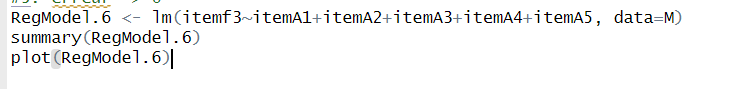 RegModel.6 <- lm(itemf3~itemA1+itemA2+itemA3+itemA4+itemA5, data=M)
summary(RegModel.6)
plot(RegModel.6)